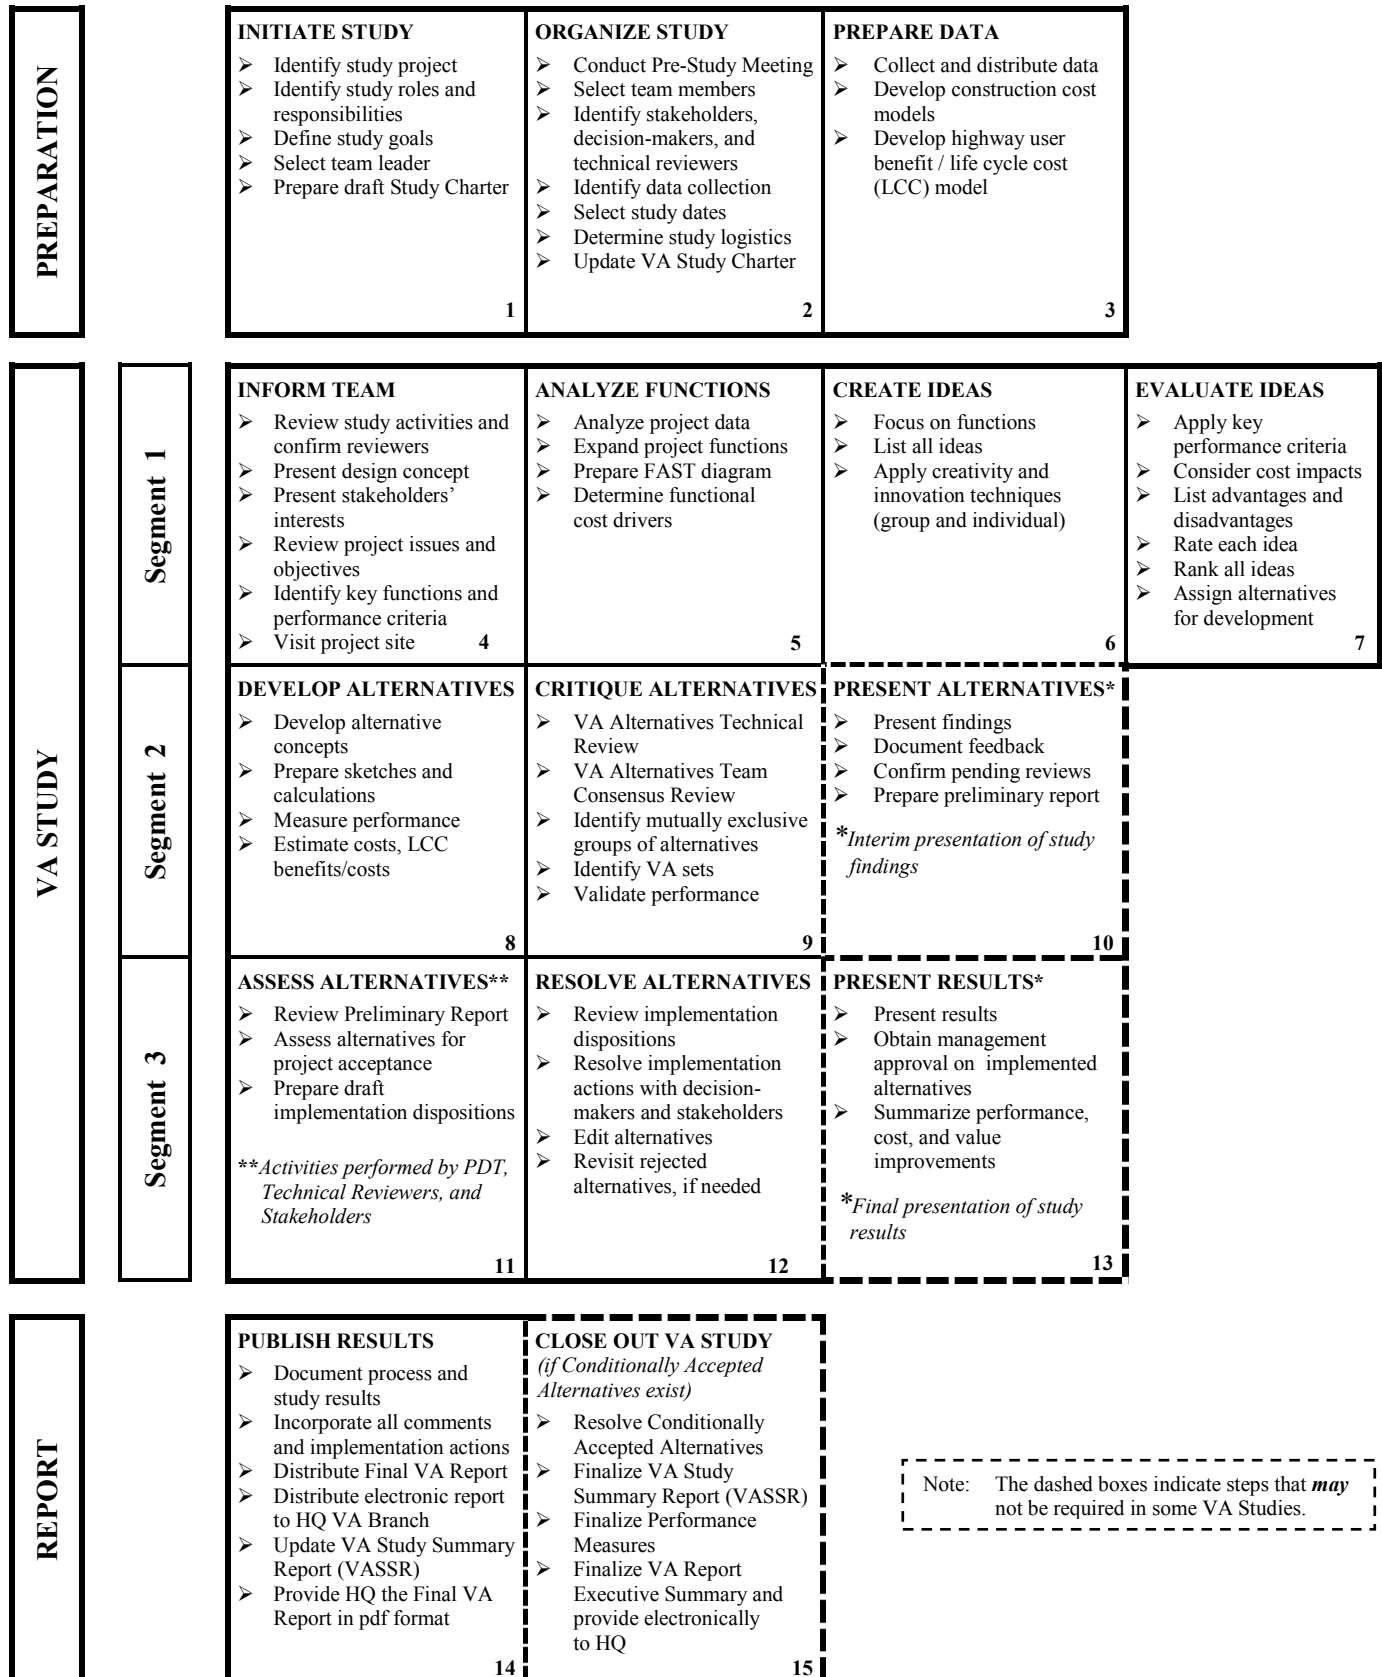 PREPARATION
INITIATE STUDY
➢ Identify study project
➢ Identify study roles and
responsibilities
➢ Define study goals
➢ Select team leader
➢ Prepare draft Study Charter
1
ORGANIZE STUDY
➢ Conduct Pre-Study Meeting
➢ Select team members
➢ Identify stakeholders,
decision-makers, and
technical reviewers
➢ Identify data collection
➢ Select study dates
➢ Determine study logistics
➢ Update VA Study Charter
2
PREPARE DATA
➢ Collect and distribute data
➢ Develop construction cost
models
➢ Develop highway user
benefit / life cycle cost
(LCC) model
3
VA STUDY
Segment 1
INFORM TEAM
➢ Review study activities and
confirm reviewers
➢ Present design concept
➢ Present stakeholders’
interests
➢ Review project issues and
objectives
➢ Identify key functions and
performance criteria
➢ Visit project site 4
ANALYZE FUNCTIONS
➢ Analyze project data
➢ Expand project functions
➢ Prepare FAST diagram
➢ Determine functional
cost drivers
5
CREATE IDEAS
➢ Focus on functions
➢ List all ideas
➢ Apply creativity and
innovation techniques
(group and individual)
6
EVALUATE IDEAS
➢ Apply key
performance criteria
➢ Consider cost impacts
➢ List advantages and
disadvantages
➢ Rate each idea
➢ Rank all ideas
➢ Assign alternatives
for development
7
Segment 2
DEVELOP ALTERNATIVES
➢ Develop alternative
concepts
➢ Prepare sketches and
calculations
➢ Measure performance
➢ Estimate costs, LCC
benefits/costs
8
CRITIQUE ALTERNATIVES
➢ VA Alternatives Technical
Review
➢ VA Alternatives Team
Consensus Review
➢ Identify mutually exclusive
groups of alternatives
➢ Identify VA sets
➢ Validate performance
9
PRESENT ALTERNATIVES*
➢ Present findings
➢ Document feedback
➢ Confirm pending reviews
➢ Prepare preliminary report
*Interim presentation of study
findings
10
Segment 3
ASSESS ALTERNATIVES**
➢ Review Preliminary Report
➢ Assess alternatives for
project acceptance
➢ Prepare draft
implementation dispositions
**Activities performed by PDT,
Technical Reviewers, and
Stakeholders
11
RESOLVE ALTERNATIVES
➢ Review implementation
dispositions
➢ Resolve implementation
actions with decision-
makers and stakeholders
➢ Edit alternatives
➢ Revisit rejected
alternatives, if needed
12
PRESENT RESULTS*
➢ Present results
➢ Obtain management
approval on implemented
alternatives
➢ Summarize performance,
cost, and value
improvements
*Final presentation of study
results
13
REPORT
PUBLISH RESULTS
➢ Document process and
study results
➢ Incorporate all comments
and implementation actions
➢ Distribute Final VA Report
➢ Distribute electronic report
to HQ VA Branch
➢ Update VA Study Summary
Report (VASSR)
➢ Provide HQ the Final VA
Report in pdf format
14
CLOSE OUT VA STUDY
(if Conditionally Accepted
Alternatives exist)
➢ Resolve Conditionally
Accepted Alternatives
➢ Finalize VA Study
Summary Report (VASSR)
➢ Finalize Performance
Measures
➢ Finalize VA Report
Executive Summary and
provide electronically
to HQ
15
Note: The dashed boxes indicate steps that may
not be required in some VA Studies.